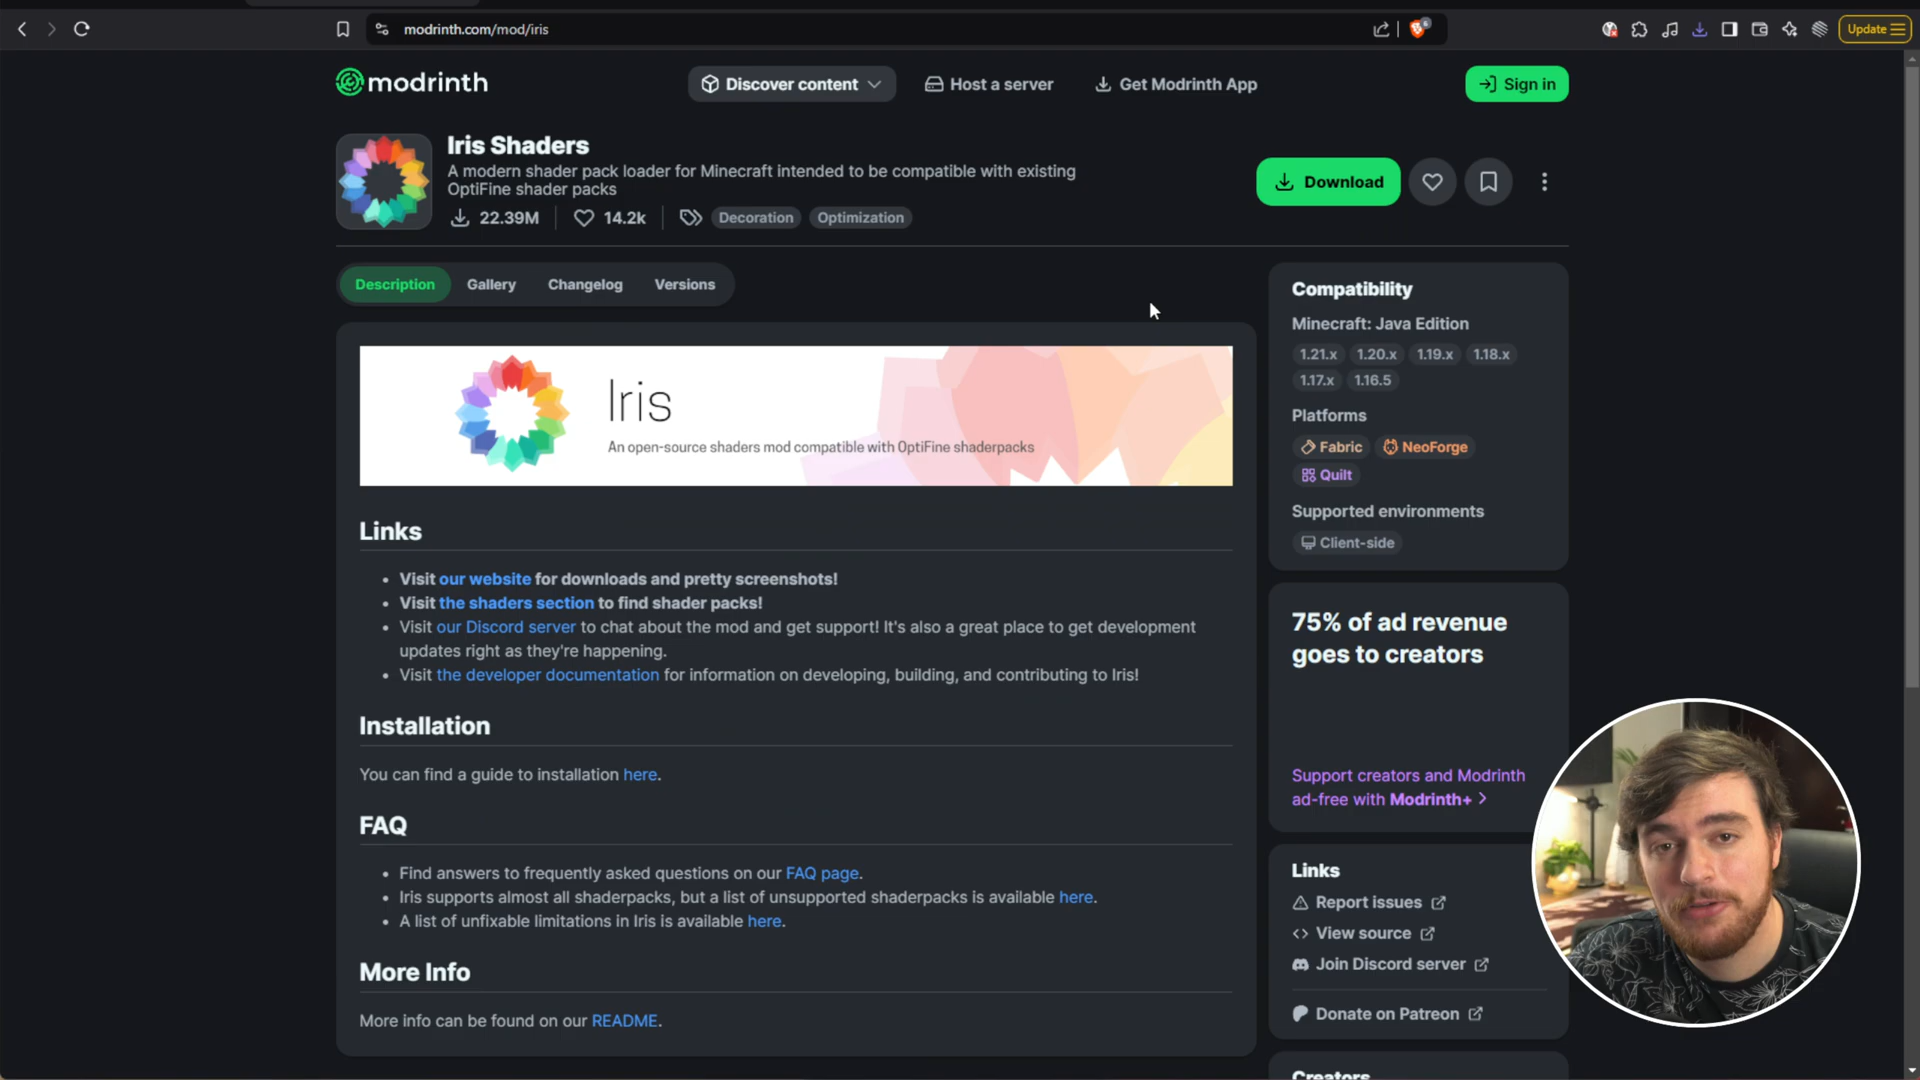 modrinth.com/mod/iris
6
Update
modrinth
Discover content
Host a server
Get Modrinth App
Sign in
Iris Shaders
A modern shader pack loader for Minecraft intended to be compatible with existing
OptiFine shader packs
22.39M
14.2k
Decoration
Optimization
Download
Description
Gallery
Changelog
Versions
Iris
An open-source shaders mod compatible with OptiFine shaderpacks
Links
• Visit our website for downloads and pretty screenshots!
• Visit the shaders section to find shader packs!
• Visit our Discord server to chat about the mod and get support! It's also a great place to get development
updates right as they're happening.
• Visit the developer documentation for information on developing, building, and contributing to Iris!
Installation
You can find a guide to installation here.
FAQ
• Find answers to frequently asked questions on our FAQ page.
• Iris supports almost all shaderpacks, but a list of unsupported shaderpacks is available here.
• A list of unfixable limitations in Iris is available here.
More Info
More info can be found on our README.
Compatibility
Minecraft: Java Edition
1.21.x 1.20.x 1.19.x 1.18.x
1.17.x 1.16.5
Platforms
Fabric NeoForge
Quilt
Supported environments
Client-side
75% of ad revenue
goes to creators
Support creators and Modrinth
ad-free with Modrinth+
Links
Report issues
View source
Join Discord server
Donate on Patreon
Creators